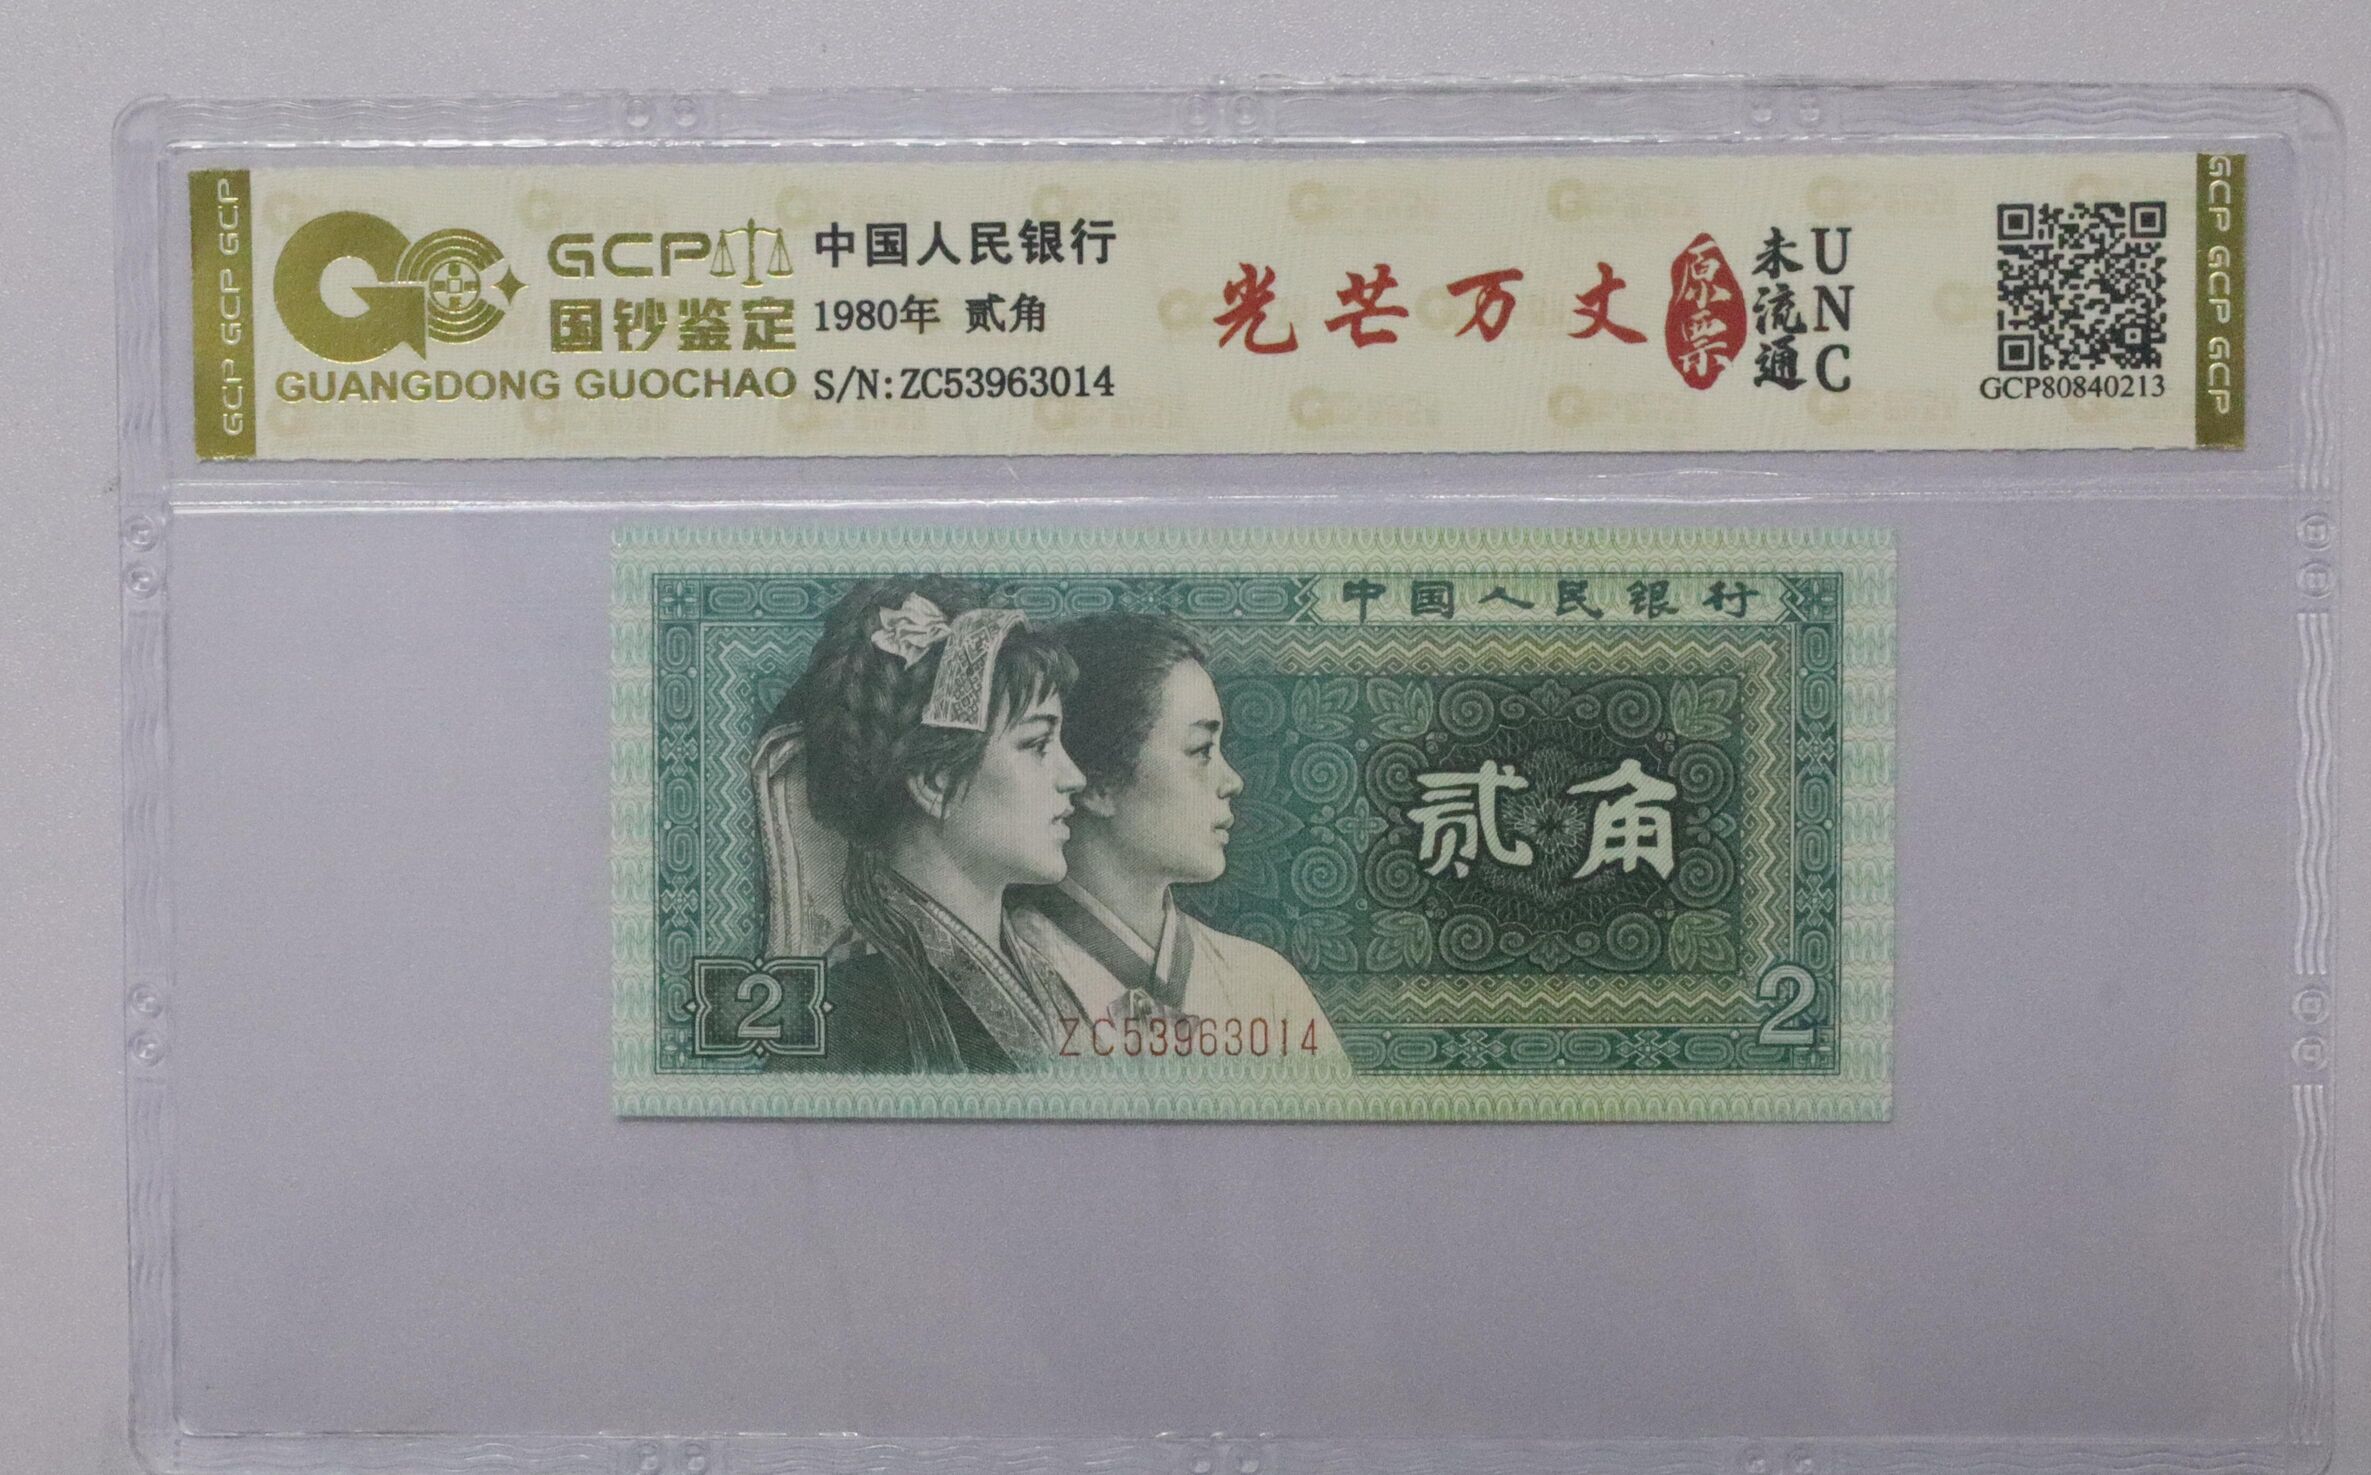 GCP GCP GCP
GCP
国钞鉴定
GUANGDONG GUOCHAO
中国人民银行
1980年 贰角
S/N:ZC53963014
光芒万丈
原票
未流通
UNC
GCP80840213
GCP GCP GCP
中国人民银行
贰角
2
ZC53963014
2